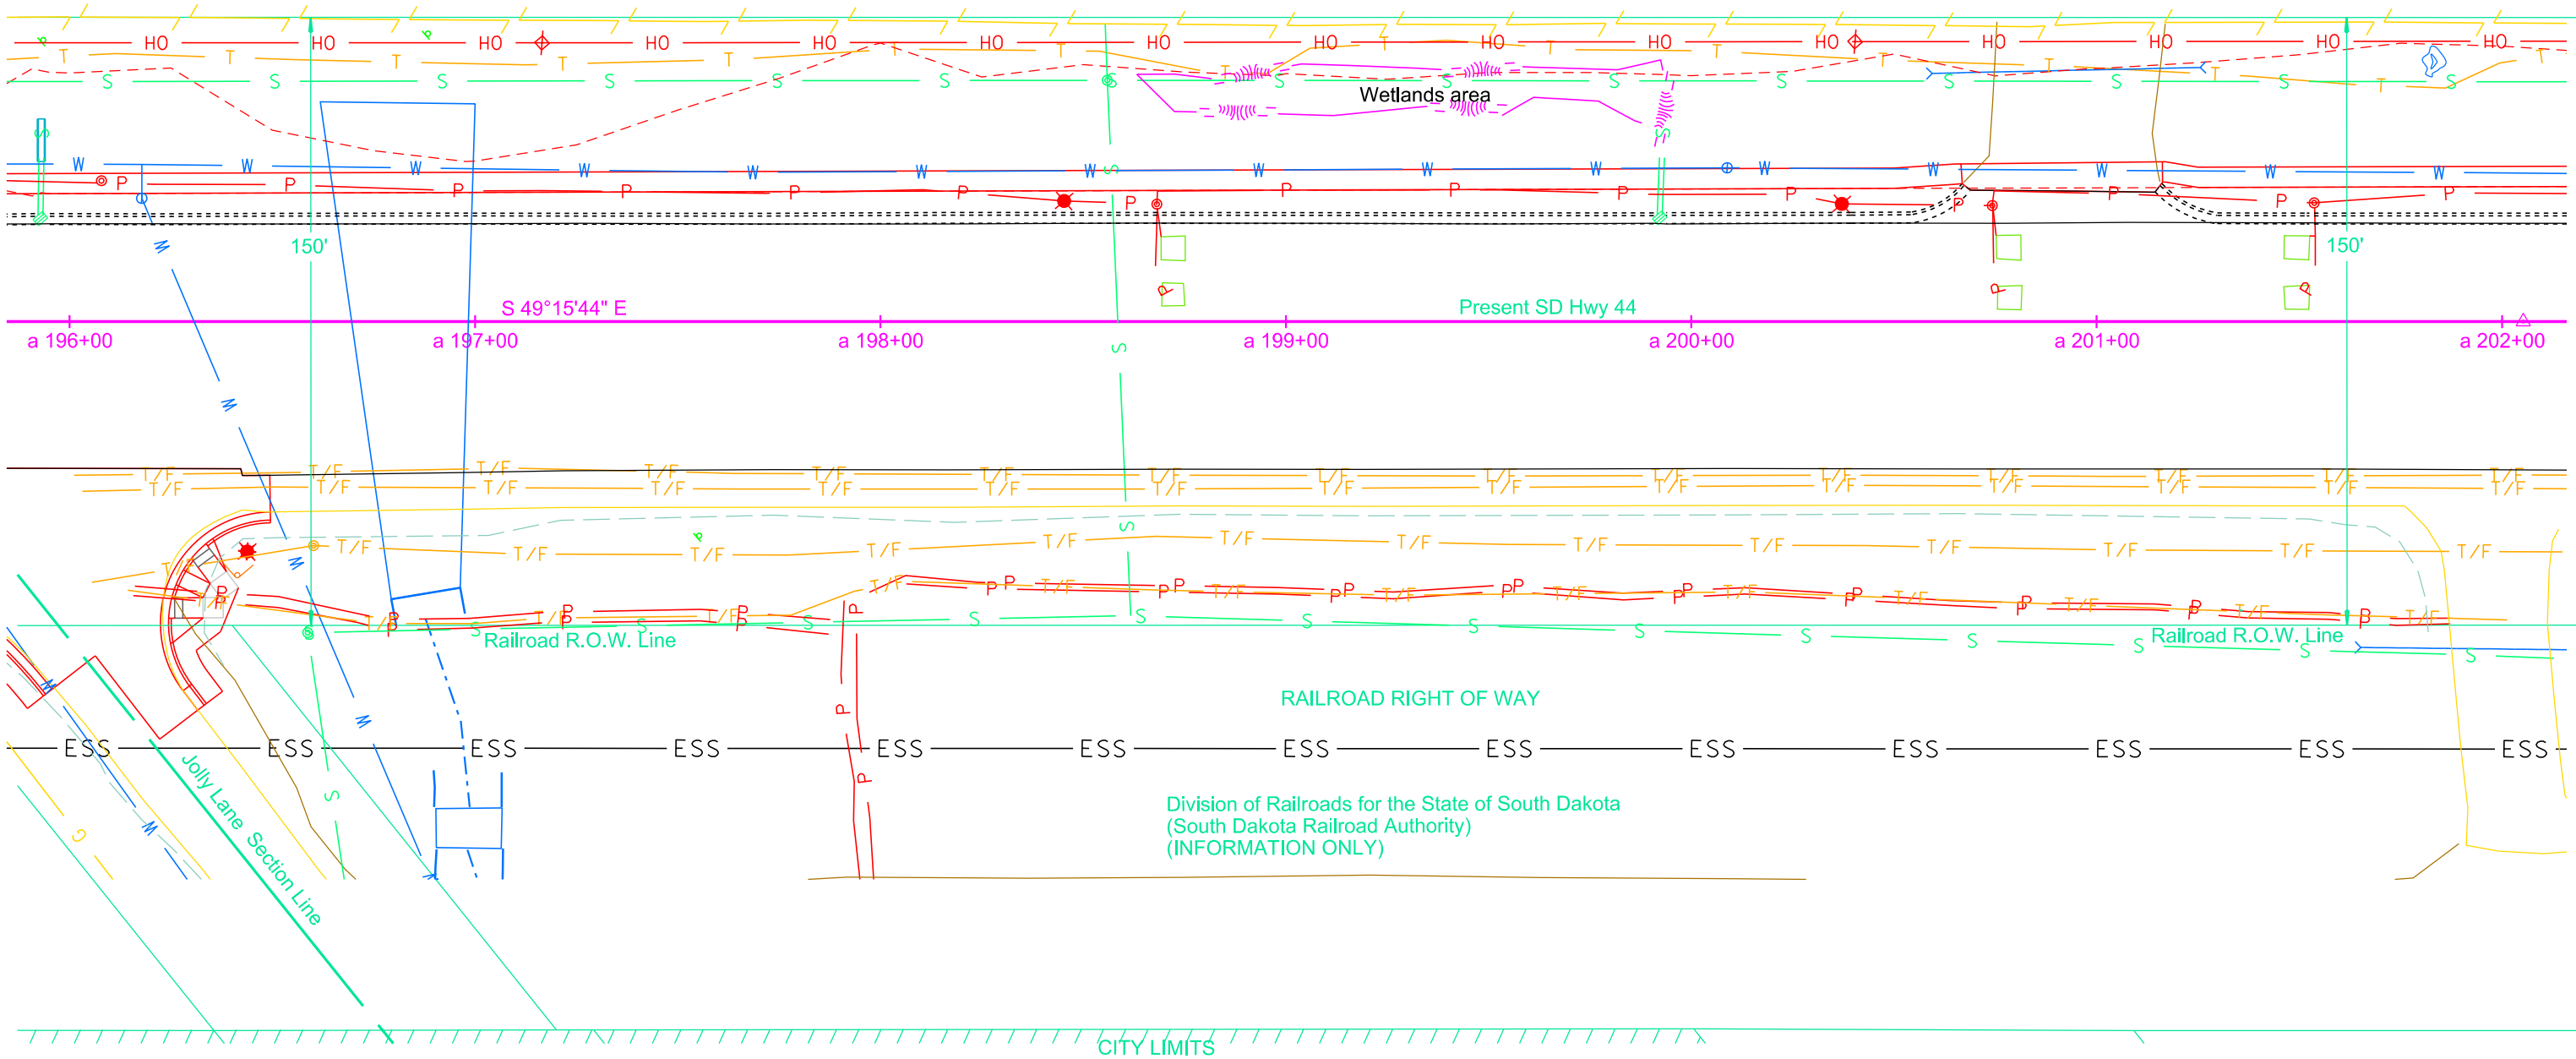 HO HO HO HO HO HO HO HO HO HO HO HO HO HO HO
T T T T T T T T T T T T T T T
S S S S S S S S S S S S S S S
Wetlands area
S S S
W W W W W W W W W W W W W W W
P P P P P P P P P P P P P P P
150' 150'
W
P P P
S 49°15'44" E Present SD Hwy 44
a 196+00 a 197+00 a 198+00 a 199+00 a 200+00 a 201+00 a 202+00
S
W
T/F T/F T/F T/F T/F T/F T/F T/F T/F T/F T/F T/F T/F T/F T/F
T/F T/F T/F T/F T/F T/F T/F T/F T/F T/F T/F T/F T/F T/F T/F
S
T/F T/F T/F T/F T/F T/F T/F T/F T/F T/F T/F T/F T/F
W
P P P P P P P P P P P P P P
T/F T/F T/F T/F T/F T/F T/F T/F T/F T/F T/F T/F
S S S S S S S S S S S S S
Railroad R.O.W. Line Railroad R.O.W. Line
W W
RAILROAD RIGHT OF WAY
P P
ESS ESS ESS ESS ESS ESS ESS ESS ESS ESS ESS ESS ESS
P P
S
Jolly Lane Section Line
G W
Division of Railroads for the State of South Dakota
(South Dakota Railroad Authority)
(INFORMATION ONLY)
CITY LIMITS